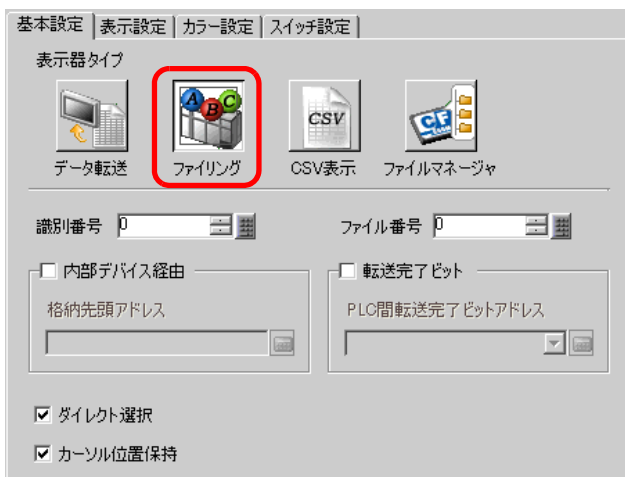 基本設定 表示設定 カラー設定 スイッチ設定
表示器タイプ
A B C
CSV
CF
データ転送 ファイリング CSV表示 ファイルマネージャ
識別番号 0 ファイル番号 0
内部デバイス経由 転送完了ビット
格納先頭アドレス PLC間転送完了ビットアドレス
ダイレクト選択
カーソル位置保持